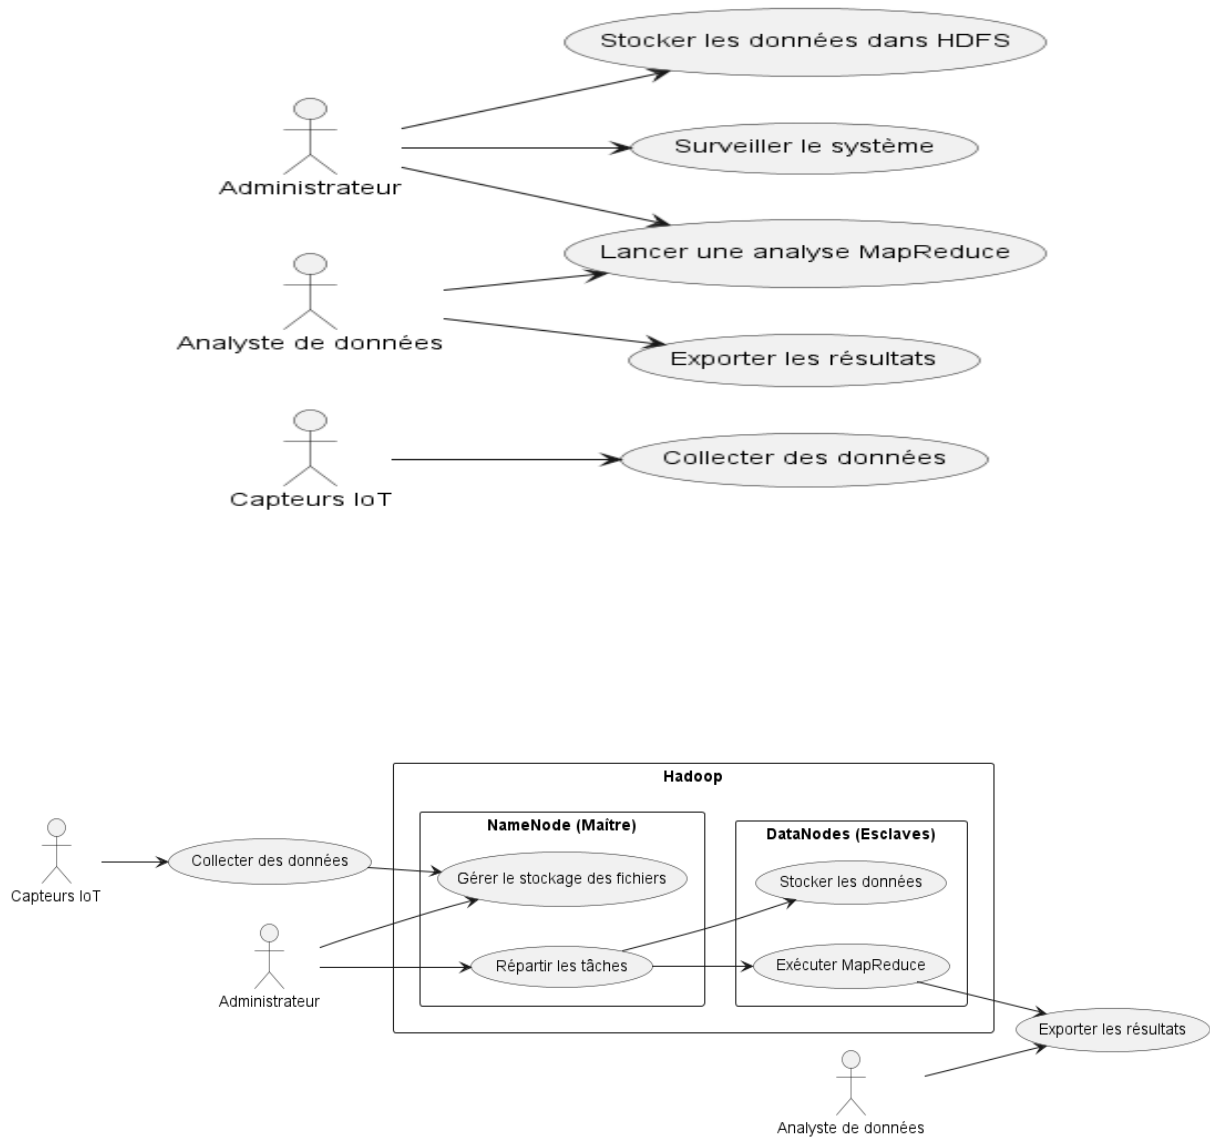 Stocker les données dans HDFS
Surveiller le système
Administrateur
Lancer une analyse MapReduce
Analyste de données
Exporter les résultats
Collecter des données
Capteurs IoT
Hadoop
NameNode (Maître)
DataNodes (Esclaves)
Collecter des données
Gérer le stockage des fichiers
Stocker les données
Capteurs IoT
Répartir les tâches
Exécuter MapReduce
Administrateur
Exporter les résultats
Analyste de données